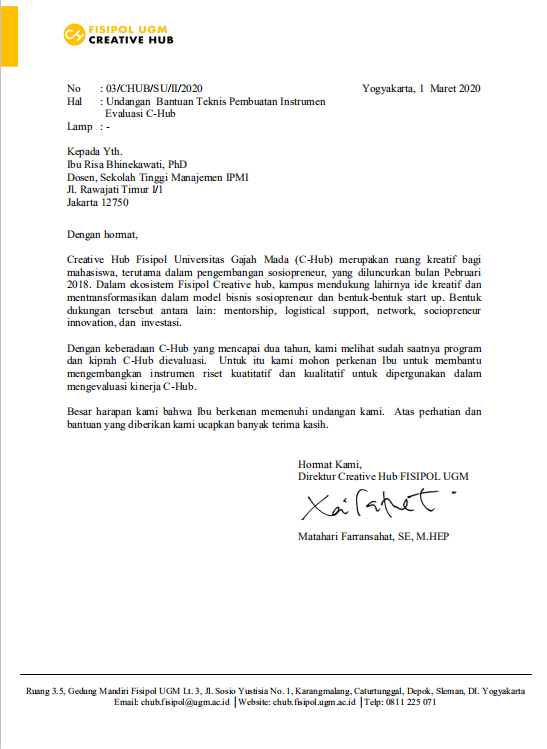 FISIPOL UGM
CREATIVE HUB
No : 03/CHUB/SU/II/2020 Yogyakarta, 1 Maret 2020
Hal : Undangan Bantuan Teknis Pembuatan Instrumen
Evaluasi C-Hub
Lamp : -
Kepada Yth.
Ibu Risa Bhinekawati, PhD
Dosen, Sekolah Tinggi Manajemen IPMI
Jl. Rawajati Timur I/1
Jakarta 12750
Dengan hormat,
Creative Hub Fisipol Universitas Gajah Mada (C-Hub) merupakan ruang kreatif bagi
mahasiswa, terutama dalam pengembangan sosiopreneur, yang diluncurkan bulan Pebruari
2018. Dalam ekosistem Fisipol Creative hub, kampus mendukung lahirnya ide kreatif dan
mentransformasikan dalam model bisnis sosiopreneur dan bentuk-bentuk start up. Bentuk
dukungan tersebut antara lain: mentorship, logistical support, network, sociopreneur
innovation, dan investasi.
Dengan keberadaan C-Hub yang mencapai dua tahun, kami melihat sudah saatnya program
dan kiprah C-Hub dievaluasi. Untuk itu kami mohon perkenan Ibu untuk membantu
mengembangkan instrumen riset kuatitatif dan kualitatif untuk dipergunakan dalam
mengevaluasi kinerja C-Hub.
Besar harapan kami bahwa Ibu berkenan memenuhi undangan kami. Atas perhatian dan
bantuan yang diberikan kami ucapkan banyak terima kasih.
Hormat Kami,
Direktur Creative Hub FISIPOL UGM
Matahari Farransahat, SE, M.HEP
Ruang 3.5, Gedung Mandiri Fisipol UGM Lt. 3, Jl. Sosio Yustisia No. 1, Karangmalang, Caturtunggal, Depok, Sleman, DI. Yogyakarta
Email: chub.fisipol@ugm.ac.id | Website: chub.fisipol.ugm.ac.id | Telp: 0811 225 071